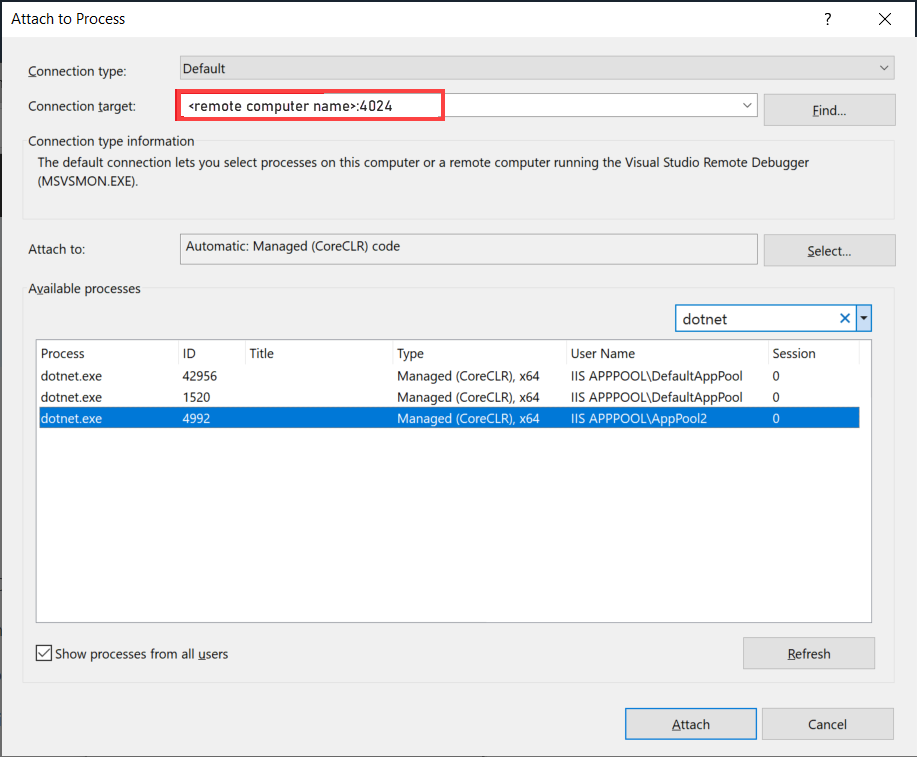 Attach to Process ?
Connection type: Default
Connection target: <remote computer name>:4024 Find...
Connection type information
The default connection lets you select processes on this computer or a remote computer running the Visual Studio Remote Debugger
(MSVSMON.EXE).
Attach to: Automatic: Managed (CoreCLR) code Select...
Available processes
dotnet
Process ID Title Type User Name Session
dotnet.exe 42956 Managed (CoreCLR), x64 IIS APPPOOL\DefaultAppPool 0
dotnet.exe 1520 Managed (CoreCLR), x64 IIS APPPOOL\DefaultAppPool 0
dotnet.exe 4992 Managed (CoreCLR), x64 IIS APPPOOL\AppPool2 0
Show processes from all users Refresh
Attach Cancel